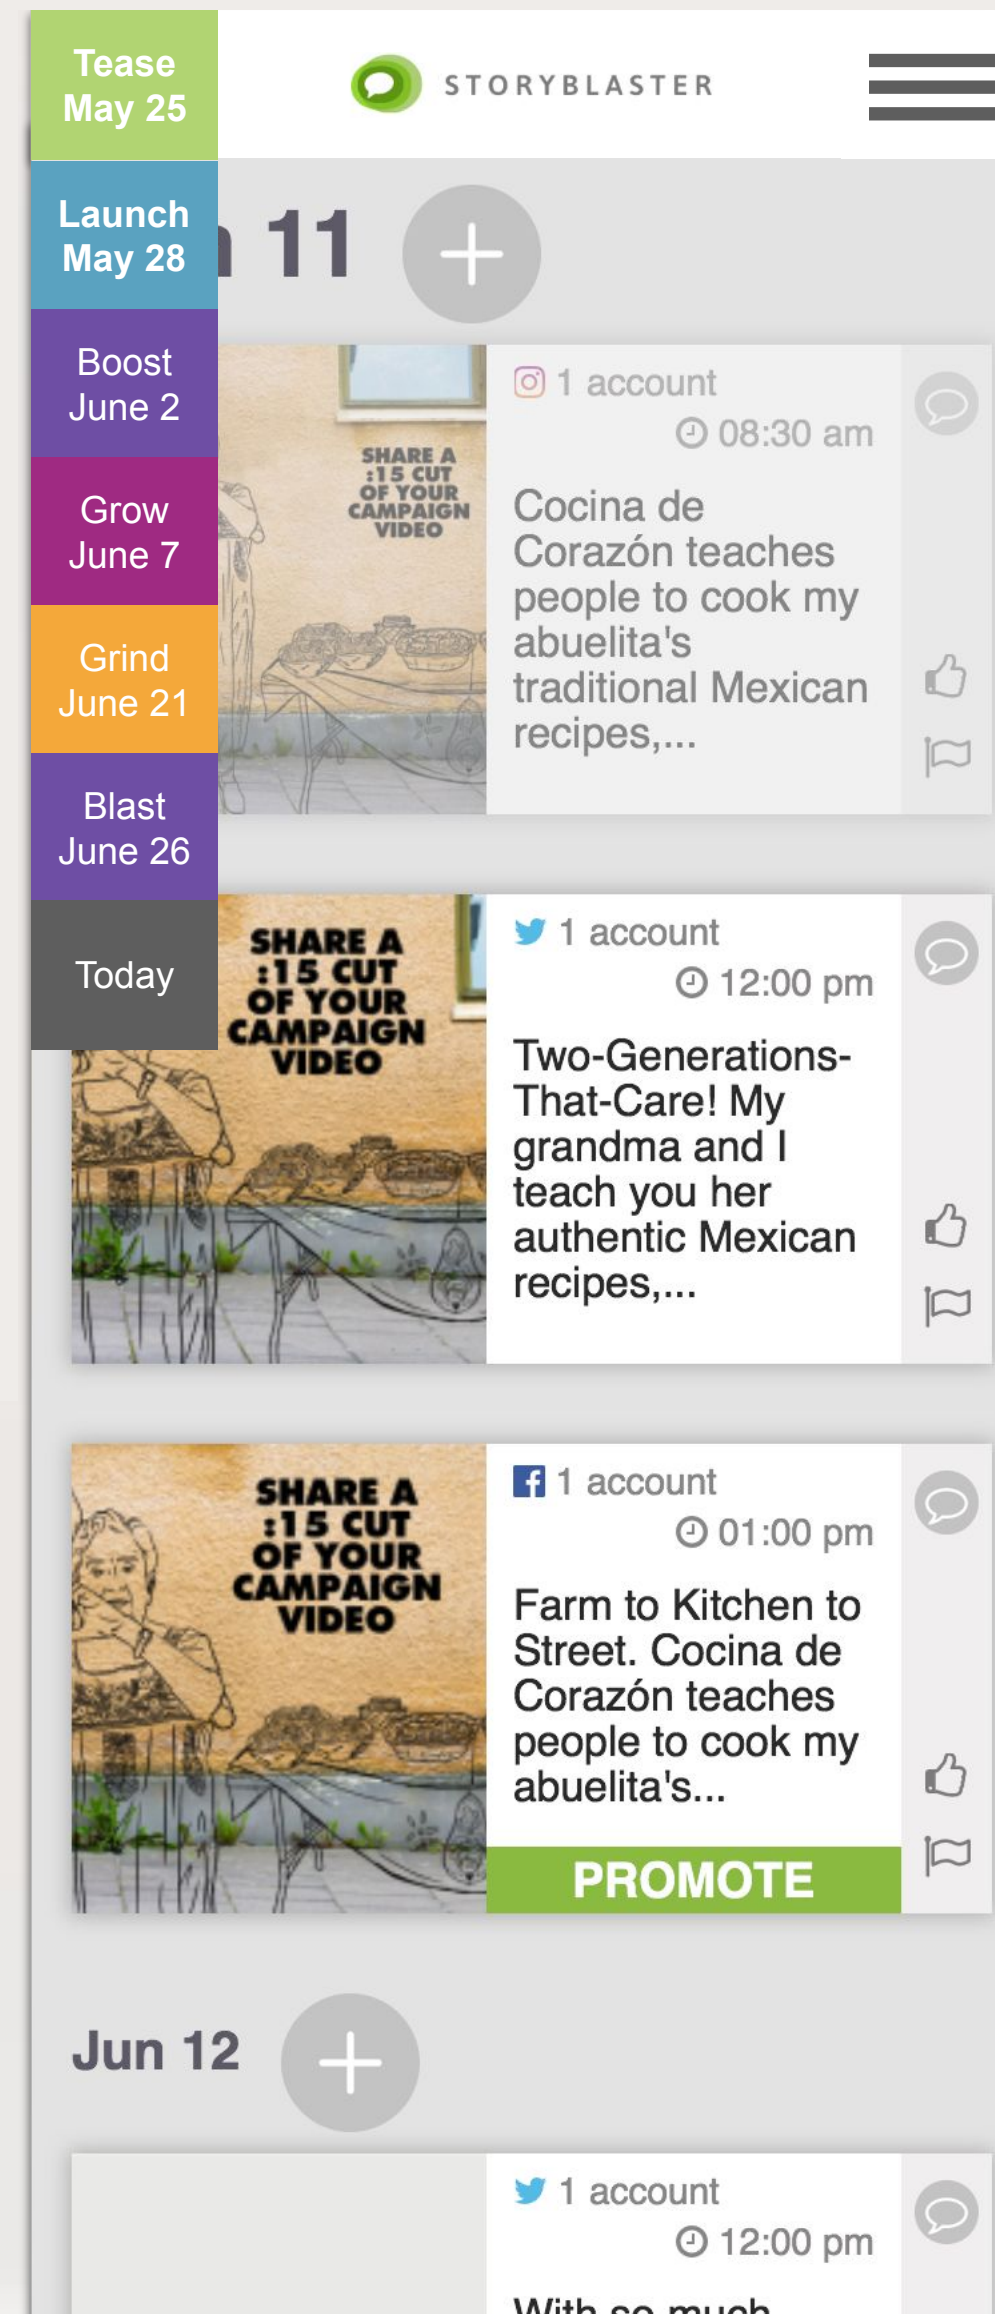 Tease
May 25
STORYBLASTER
Launch
May 28
11
Boost
June 2
Grow
June 7
Grind
June 21
Blast
June 26
Today
SHARE A
:15 CUT
OF YOUR
CAMPAIGN
VIDEO
1 account
08:30 am
Cocina de
Corazón teaches
people to cook my
abuelita's
traditional Mexican
recipes,...
SHARE A
:15 CUT
OF YOUR
CAMPAIGN
VIDEO
1 account
12:00 pm
Two-Generations-
That-Care! My
grandma and I
teach you her
authentic Mexican
recipes,...
SHARE A
:15 CUT
OF YOUR
CAMPAIGN
VIDEO
1 account
01:00 pm
Farm to Kitchen to
Street. Cocina de
Corazón teaches
people to cook my
abuelita's...
PROMOTE
Jun 12
1 account
12:00 pm
With so much